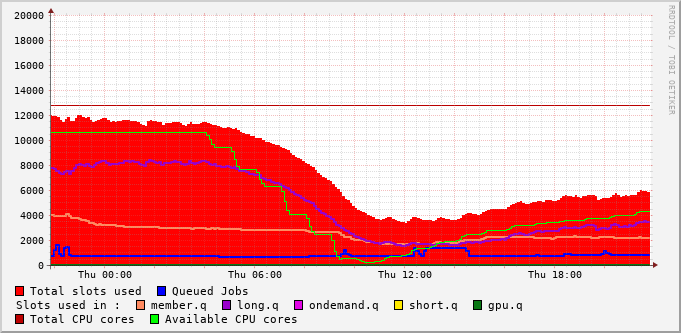 20000
18000
16000
14000
12000
10000
8000
6000
4000
2000
0
Thu 00:00 Thu 06:00 Thu 12:00 Thu 18:00
RRDTOOL / TOBI OETIKER
Total slots used Queued Jobs
Slots used in : member.q long.q ondemand.q short.q gpu.q
Total CPU cores Available CPU cores